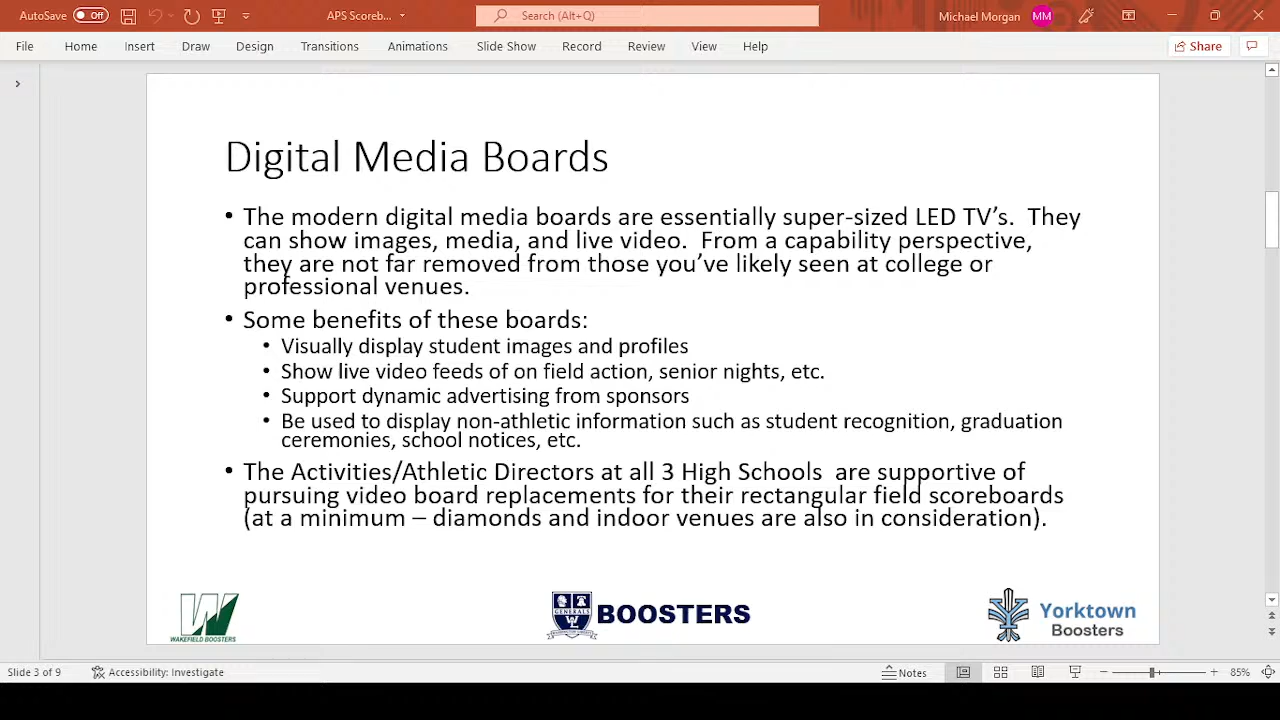 AutoSave Off APS Scoreb... Search (Alt+Q) Michael Morgan MM
File Home Insert Draw Design Transitions Animations Slide Show Record Review View Help Share
Digital Media Boards
• The modern digital media boards are essentially super-sized LED TV’s. They
can show images, media, and live video. From a capability perspective,
they are not far removed from those you’ve likely seen at college or
professional venues.
• Some benefits of these boards:
• Visually display student images and profiles
• Show live video feeds of on field action, senior nights, etc.
• Support dynamic advertising from sponsors
• Be used to display non-athletic information such as student recognition, graduation
ceremonies, school notices, etc.
• The Activities/Athletic Directors at all 3 High Schools are supportive of
pursuing video board replacements for their rectangular field scoreboards
(at a minimum – diamonds and indoor venues are also in consideration).
W
WAKEFIELD BOOSTERS
GENERALS
WL
BOOSTERS
Yorktown
Boosters
Slide 3 of 9 Accessibility: Investigate Notes 85%